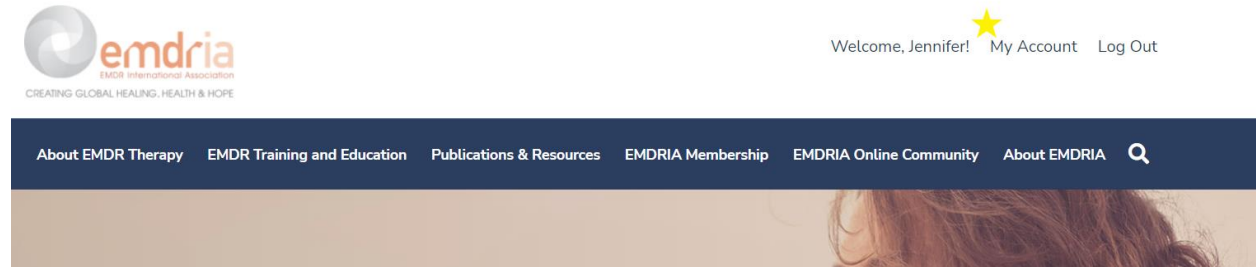 emdria
EMDR International Association
CREATING GLOBAL HEALING, HEALTH & HOPE
Welcome, Jennifer! My Account Log Out
About EMDR Therapy EMDR Training and Education Publications & Resources EMDRIA Membership EMDRIA Online Community About EMDRIA